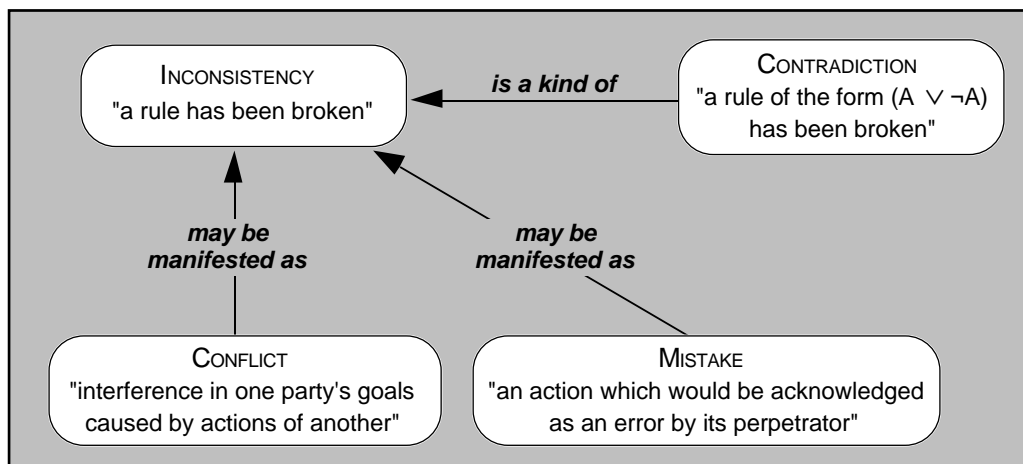 INCONSISTENCY
"a rule has been broken"
is a kind of
CONTRADICTION
"a rule of the form (A ∨ ¬A)
has been broken"
may be
manifested as
may be
manifested as
CONFLICT
"interference in one party's goals
caused by actions of another"
MISTAKE
"an action which would be acknowledged
as an error by its perpetrator"